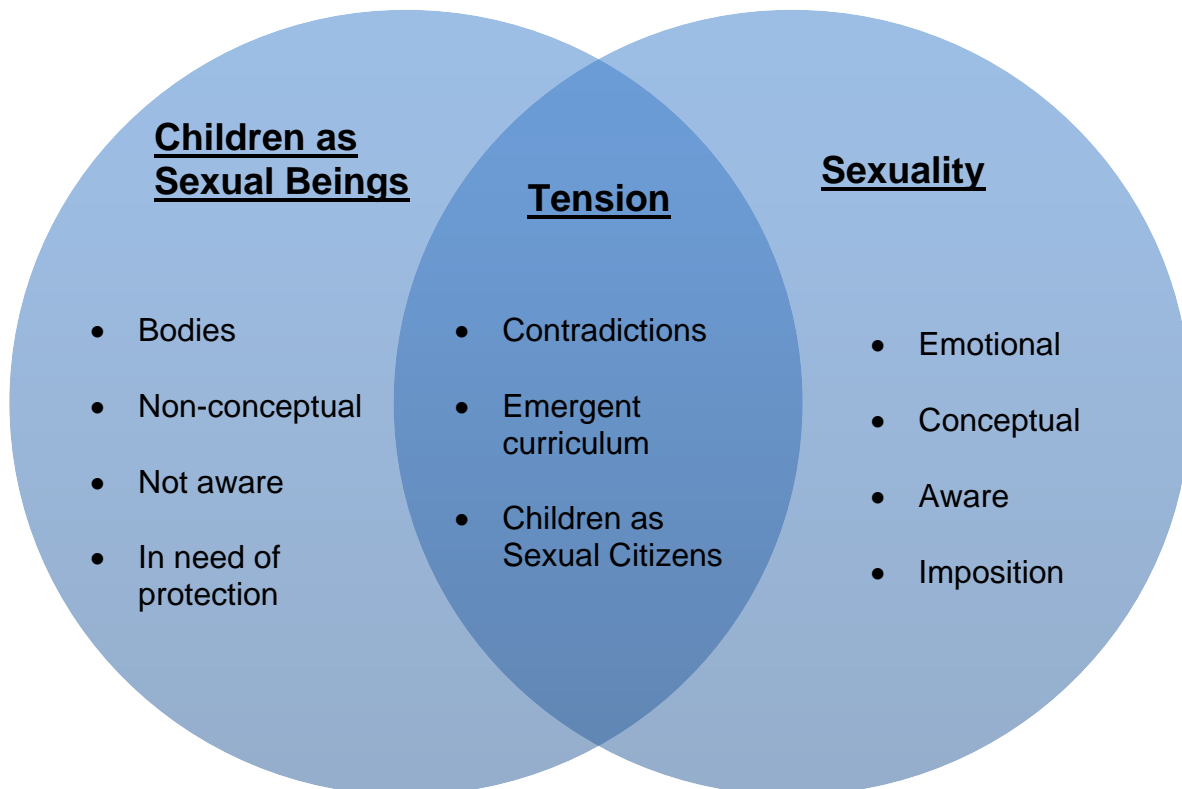 Children as
Sexual Beings
• Bodies
• Non-conceptual
• Not aware
• In need of
protection
Tension
• Contradictions
• Emergent
curriculum
• Children as
Sexual Citizens
Sexuality
• Emotional
• Conceptual
• Aware
• Imposition